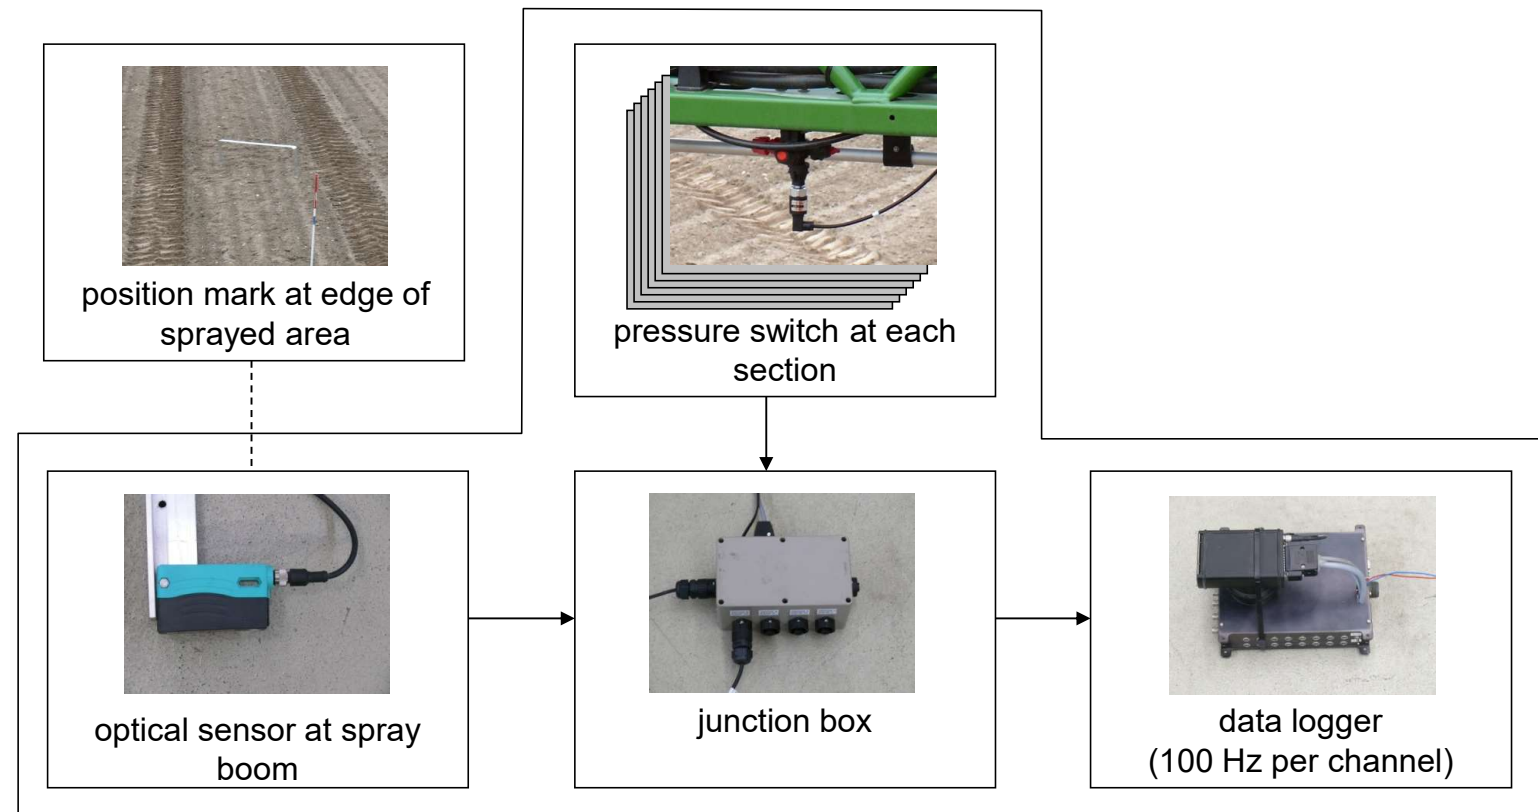 position mark at edge of
sprayed area
pressure switch at each
section
optical sensor at spray
boom
junction box
data logger
(100 Hz per channel)